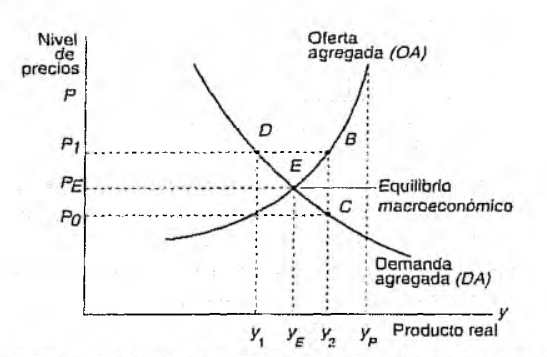 Nivel
de
precios
P
Oferta
agregada (OA)
D
B
P1
E
PE
Equilibrio
macroeconómico
P0
C
Demanda
agregada (DA)
y
y1 yE y2 yP Producto real